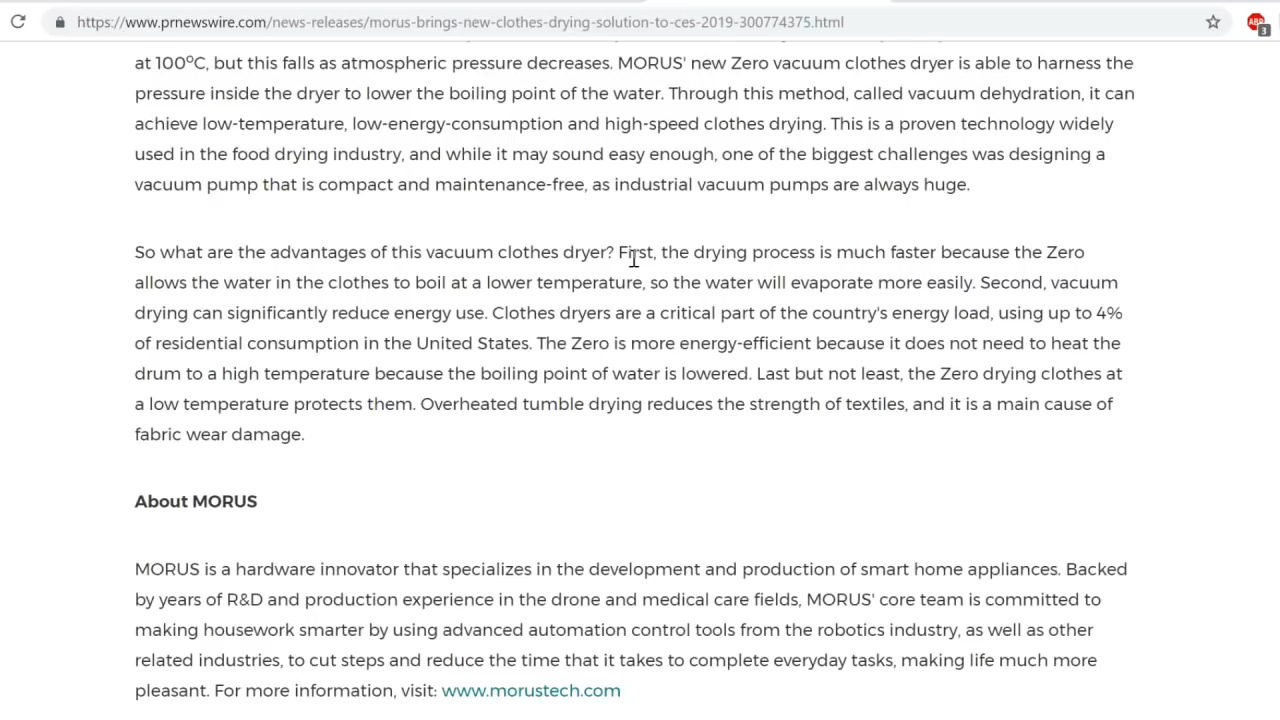 https://www.prnewswire.com/news-releases/morus-brings-new-clothes-drying-solution-to-ces-2019-300774375.html
ABP
3
at 100ºC, but this falls as atmospheric pressure decreases. MORUS' new Zero vacuum clothes dryer is able to harness the
pressure inside the dryer to lower the boiling point of the water. Through this method, called vacuum dehydration, it can
achieve low-temperature, low-energy-consumption and high-speed clothes drying. This is a proven technology widely
used in the food drying industry, and while it may sound easy enough, one of the biggest challenges was designing a
vacuum pump that is compact and maintenance-free, as industrial vacuum pumps are always huge.
So what are the advantages of this vacuum clothes dryer? First, the drying process is much faster because the Zero
allows the water in the clothes to boil at a lower temperature, so the water will evaporate more easily. Second, vacuum
drying can significantly reduce energy use. Clothes dryers are a critical part of the country's energy load, using up to 4%
of residential consumption in the United States. The Zero is more energy-efficient because it does not need to heat the
drum to a high temperature because the boiling point of water is lowered. Last but not least, the Zero drying clothes at
a low temperature protects them. Overheated tumble drying reduces the strength of textiles, and it is a main cause of
fabric wear damage.
About MORUS
MORUS is a hardware innovator that specializes in the development and production of smart home appliances. Backed
by years of R&D and production experience in the drone and medical care fields, MORUS' core team is committed to
making housework smarter by using advanced automation control tools from the robotics industry, as well as other
related industries, to cut steps and reduce the time that it takes to complete everyday tasks, making life much more
pleasant. For more information, visit: www.morustech.com